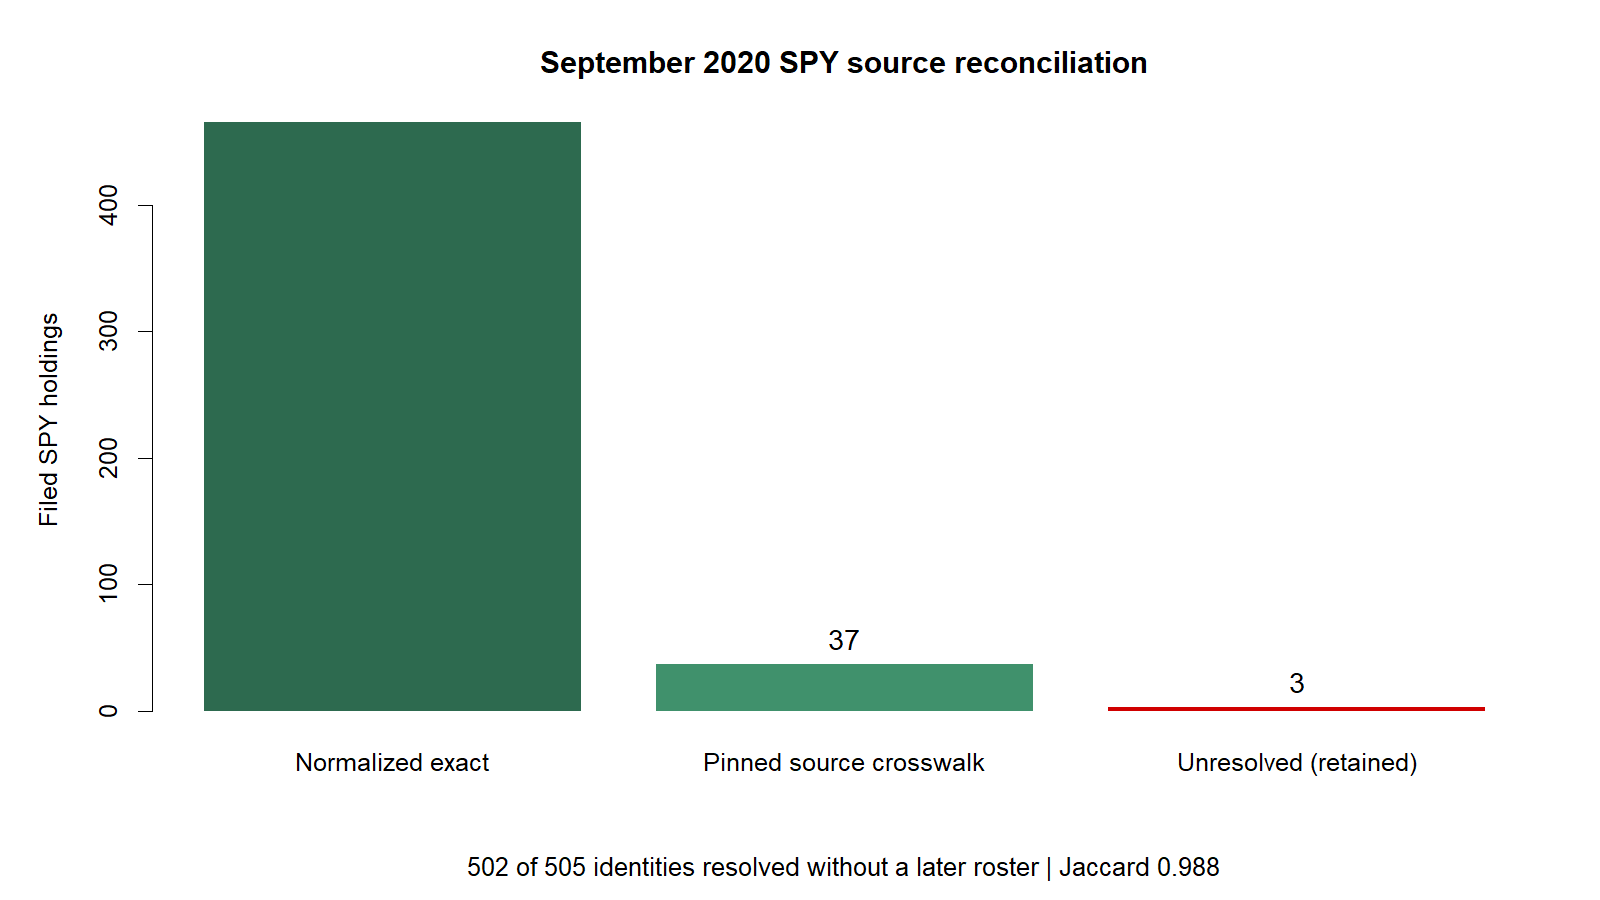 September 2020 SPY source reconciliation
Filed SPY holdings
400
300
200
100
0
37
3
Normalized exact
Pinned source crosswalk
Unresolved (retained)
502 of 505 identities resolved without a later roster | Jaccard 0.988